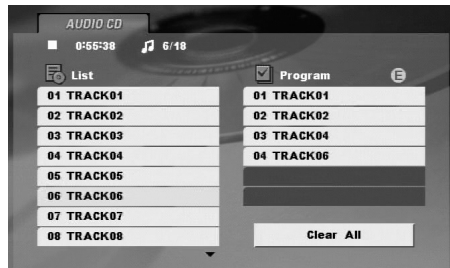 AUDIO CD
0:55:38 6/18
List
01 TRACK01
02 TRACK02
03 TRACK03
04 TRACK04
05 TRACK05
06 TRACK06
07 TRACK07
08 TRACK08
Program E
01 TRACK01
02 TRACK02
03 TRACK04
04 TRACK06
Clear All